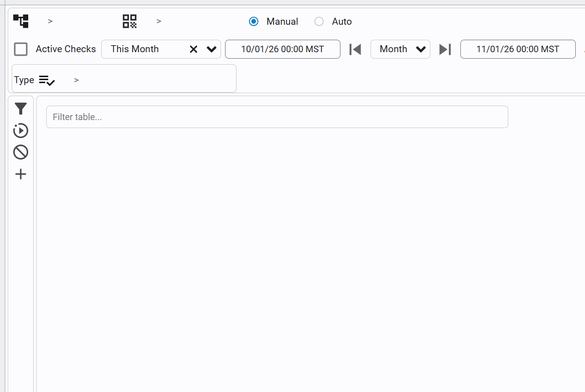 > > Manual Auto
Active Checks This Month 10/01/26 00:00 MST Month 11/01/26 00:00 MST
Type >
Filter table...